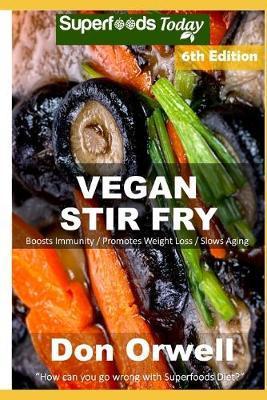 Superfoods Today
6th Edition
VEGAN
STIR FRY
Boosts Immunity / Promotes Weight Loss / Slows Aging
Don Orwell
"How can you go wrong with Superfoods Diet?"